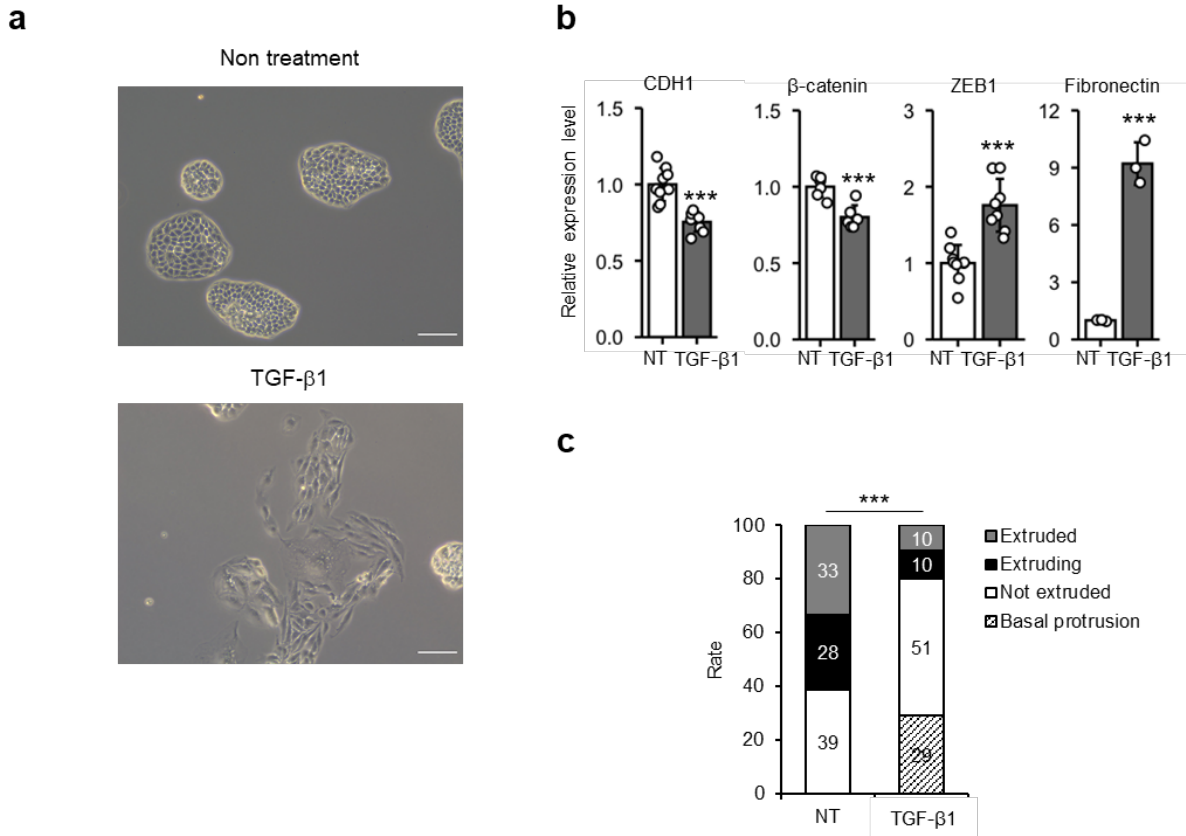 a
Non treatment
TGF-β1
b
CDH1
β-catenin
ZEB1
Fibronectin
Relative expression level
1.5
1.0
0.5
0.0
***
NT TGF-β1
1.5
1.0
0.5
0.0
***
NT TGF-β1
3
2
1
0
***
NT TGF-β1
12
9
6
3
0
***
NT TGF-β1
c
***
Rate
100
80
60
40
20
0
33
28
39
10
10
51
29
NT
TGF-β1
Extruded
Extruding
Not extruded
Basal protrusion